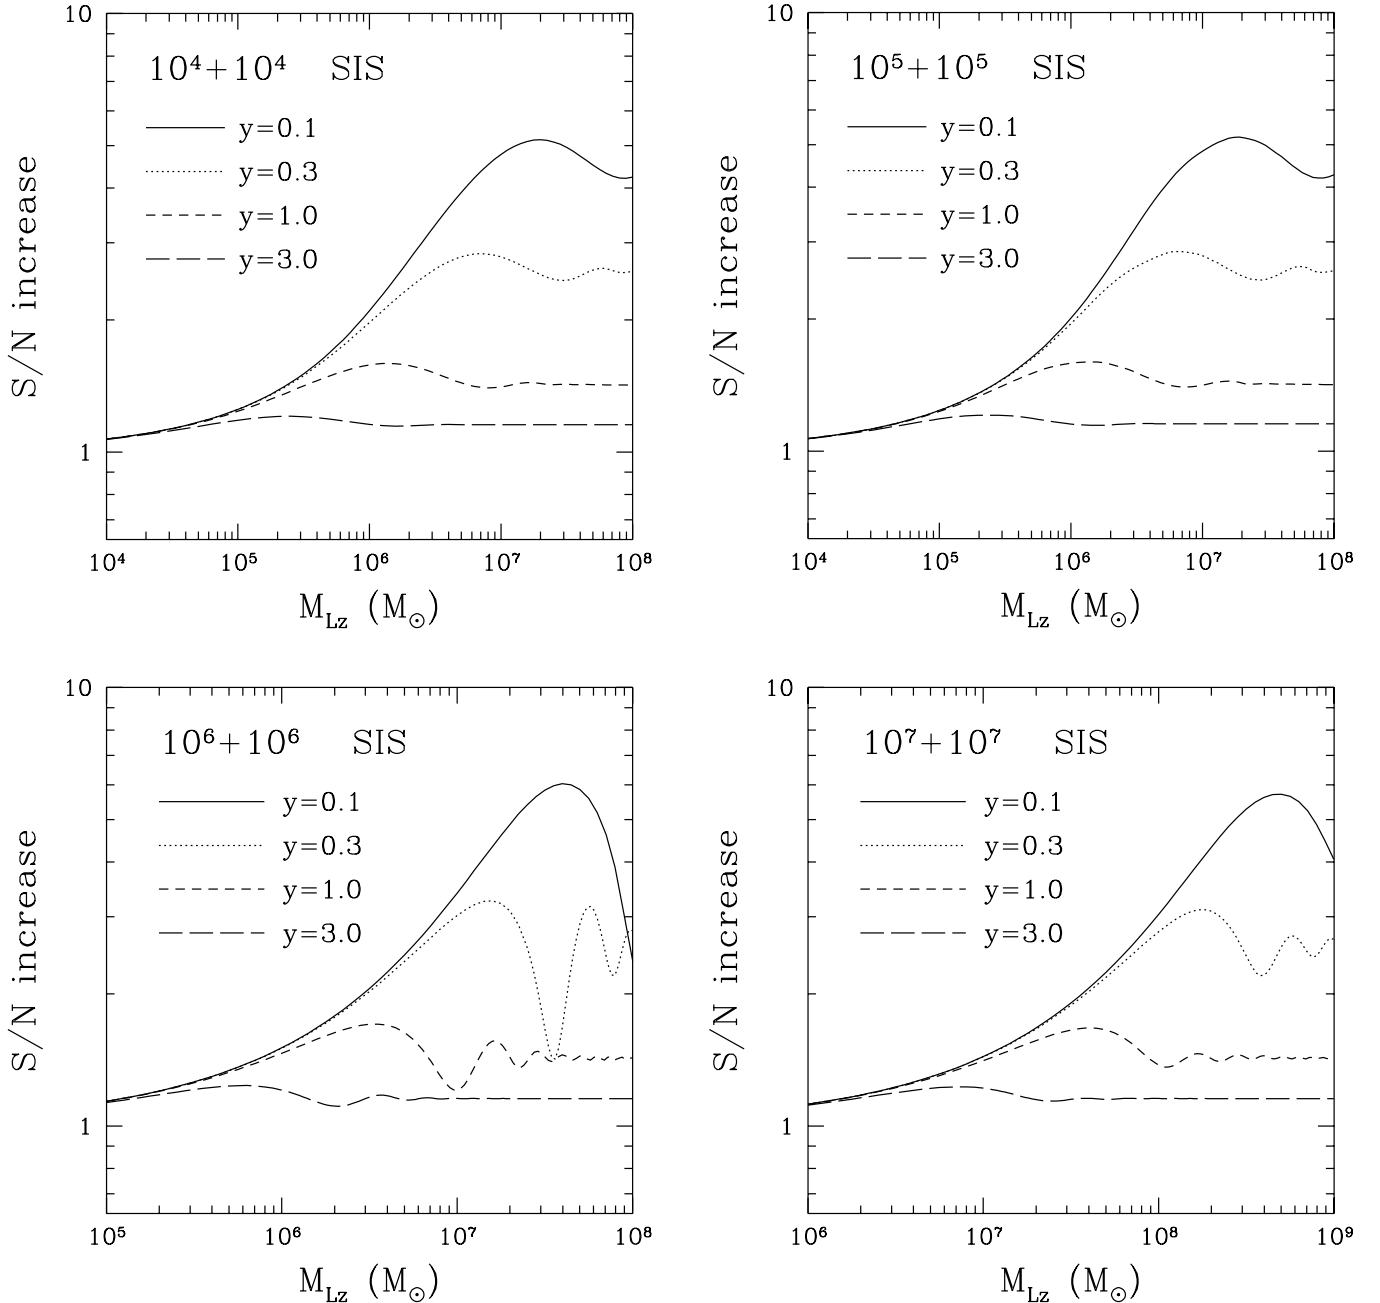 10
10⁴+10⁴ SIS
y=0.1
y=0.3
y=1.0
y=3.0
S/N increase
1
10⁴ 10⁵ 10⁶ 10⁷ 10⁸
M_Lz (M_⊙)
10
10⁵+10⁵ SIS
y=0.1
y=0.3
y=1.0
y=3.0
S/N increase
1
10⁴ 10⁵ 10⁶ 10⁷ 10⁸
M_Lz (M_⊙)
10
10⁶+10⁶ SIS
y=0.1
y=0.3
y=1.0
y=3.0
S/N increase
1
10⁵ 10⁶ 10⁷ 10⁸
M_Lz (M_⊙)
10
10⁷+10⁷ SIS
y=0.1
y=0.3
y=1.0
y=3.0
S/N increase
1
10⁶ 10⁷ 10⁸ 10⁹
M_Lz (M_⊙)